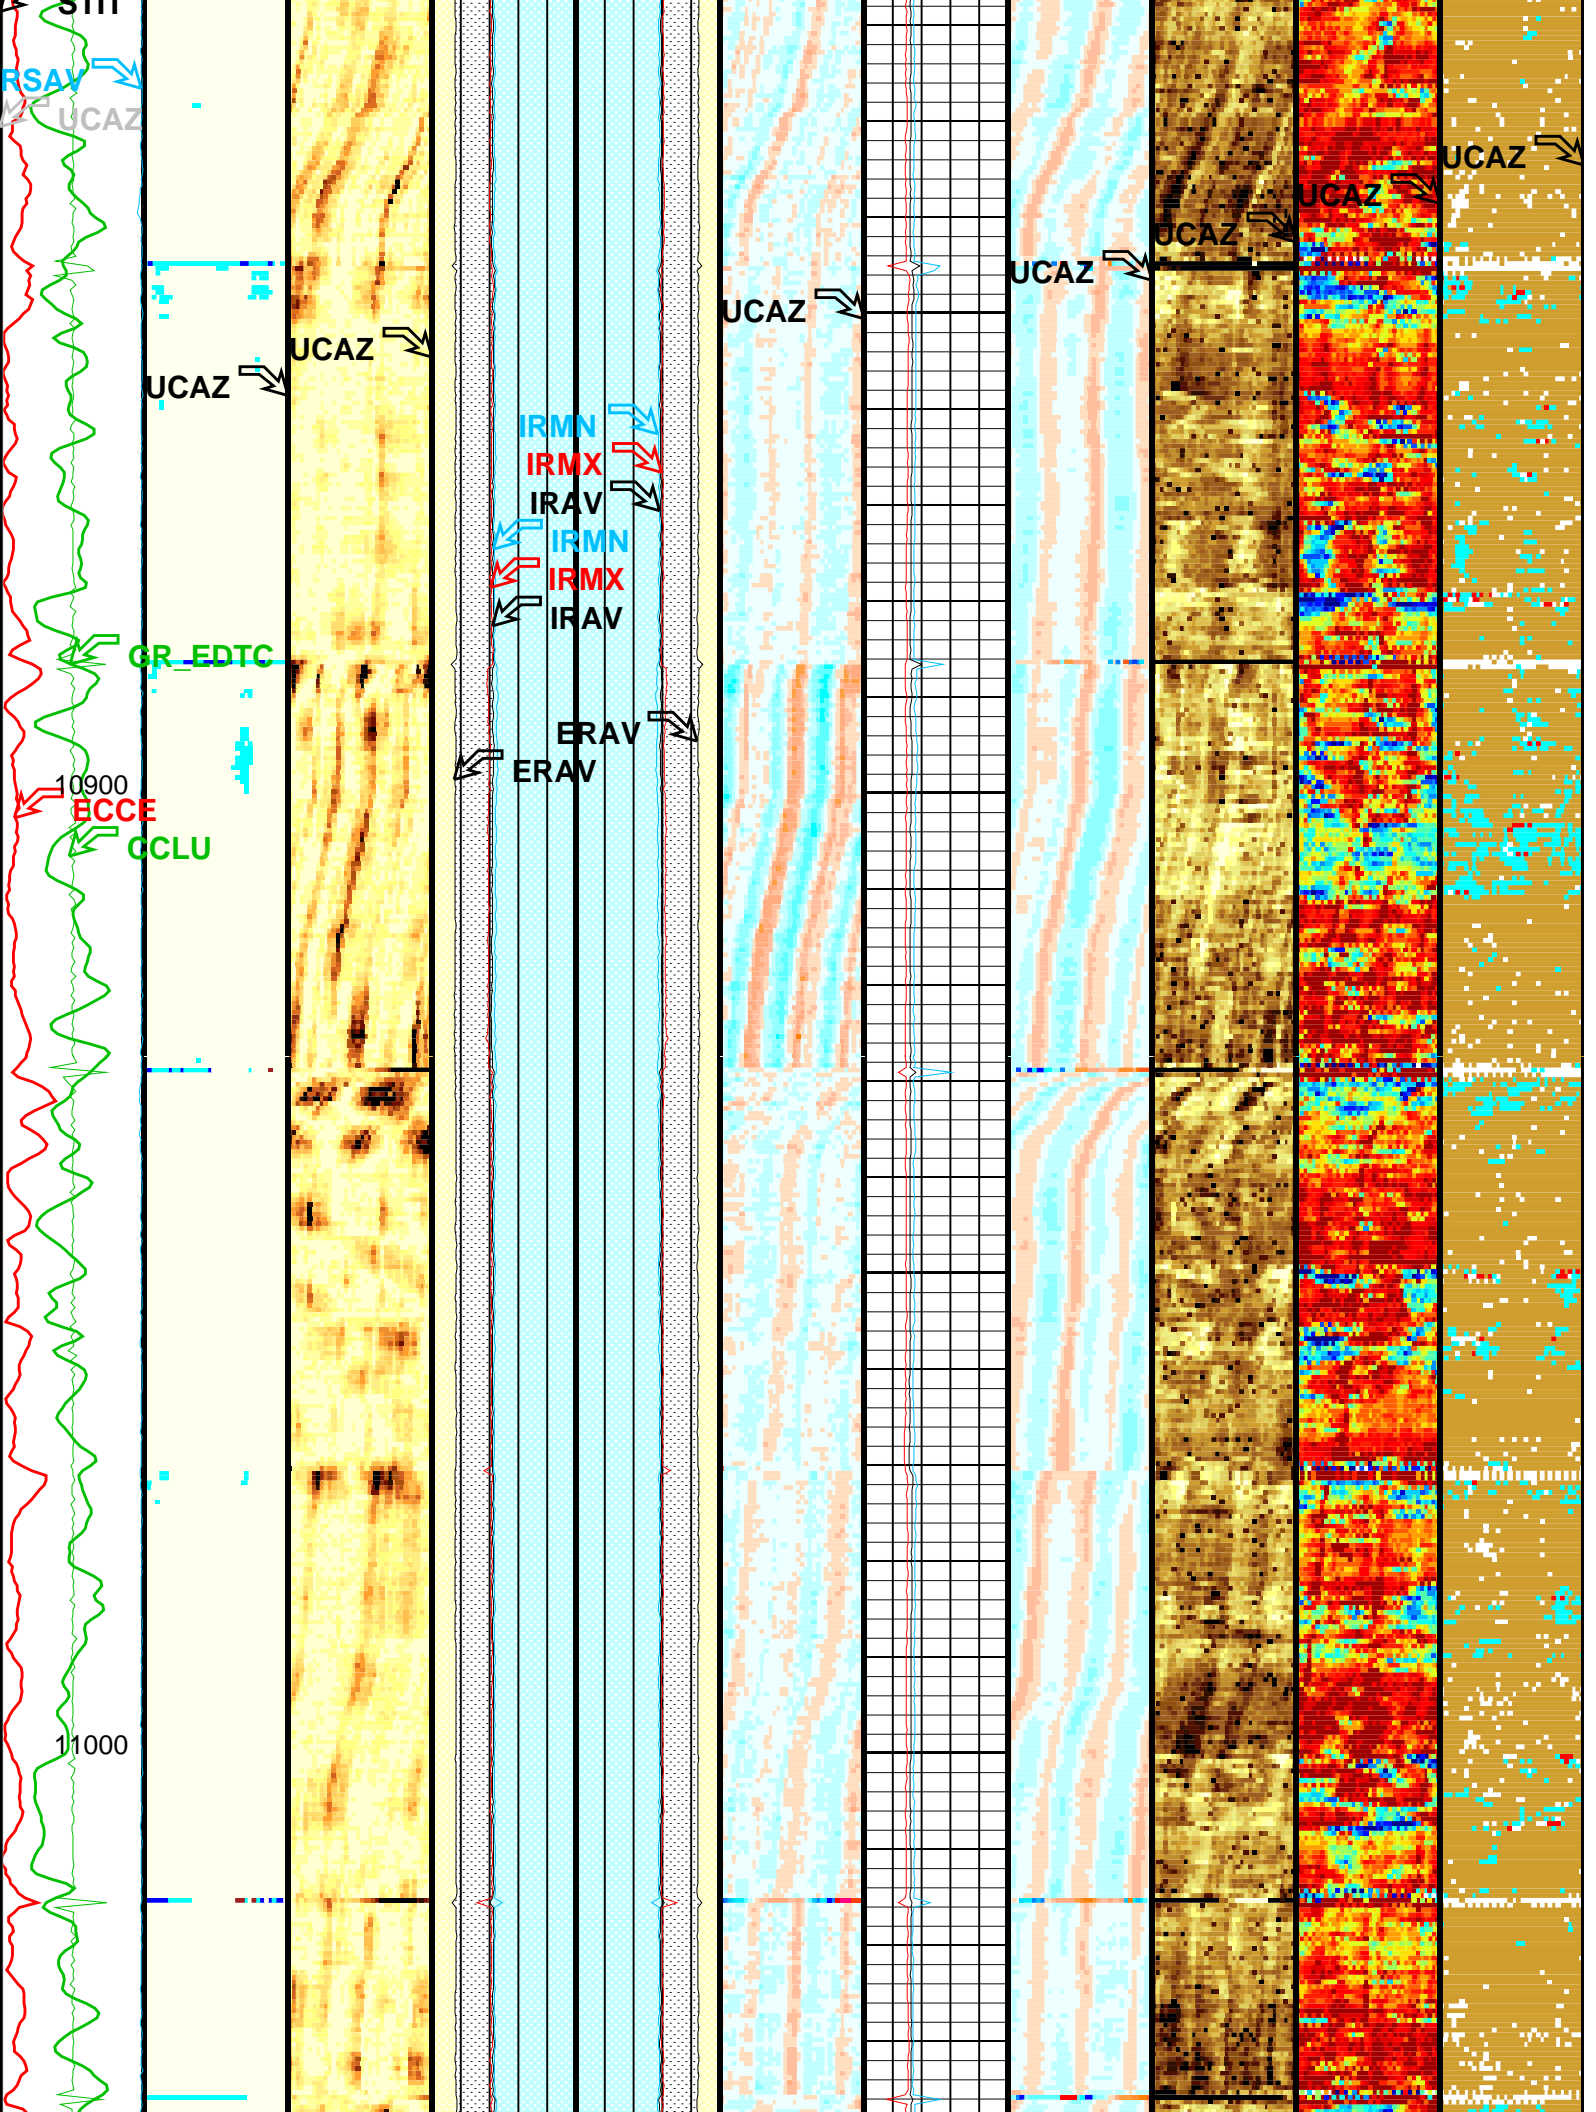 STIT
RSAV
UCAZ
UCAZ
UCAZ
UCAZ
UCAZ
UCAZ
UCAZ
UCAZ
IRMN
IRMX
IRAV
IRMN
IRMX
IRAV
GR_EDTC
ERAV
ERAV
10900
ECCE
CCLU
11000